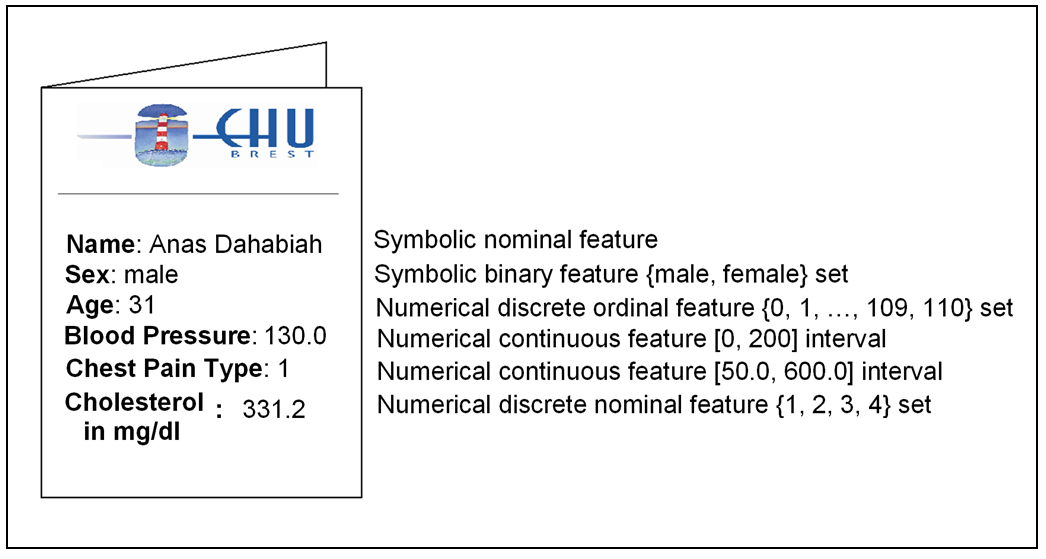 CHU
BREST
Name: Anas Dahabiah Symbolic nominal feature
Sex: male Symbolic binary feature {male, female} set
Age: 31 Numerical discrete ordinal feature {0, 1, …, 109, 110} set
Blood Pressure: 130.0 Numerical continuous feature [0, 200] interval
Chest Pain Type: 1 Numerical continuous feature [50.0, 600.0] interval
Cholesterol : 331.2 Numerical discrete nominal feature {1, 2, 3, 4} set
in mg/dl